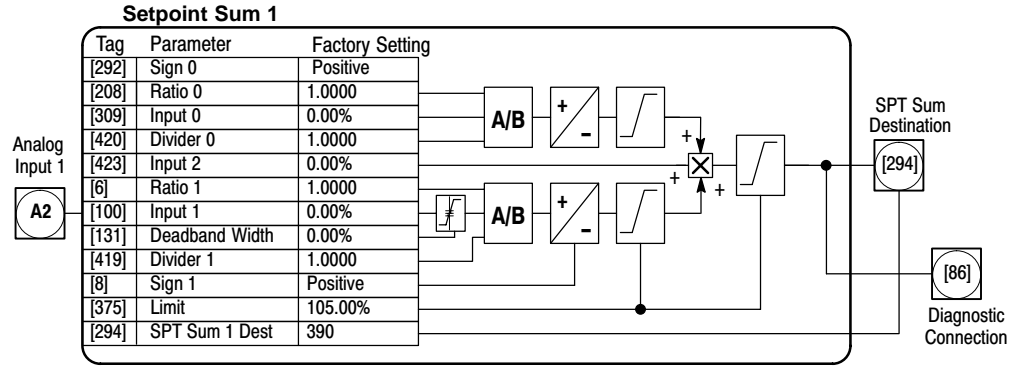 Setpoint Sum 1
Tag Parameter Factory Setting
[292] Sign 0 Positive
[208] Ratio 0 1.0000
[309] Input 0 0.00%
[420] Divider 0 1.0000
[423] Input 2 0.00%
[6] Ratio 1 1.0000
[100] Input 1 0.00%
[131] Deadband Width 0.00%
[419] Divider 1 1.0000
[8] Sign 1 Positive
[375] Limit 105.00%
[294] SPT Sum 1 Dest 390
Analog
Input 1
A2
A/B
+
-
A/B
+
-
+
+
+
SPT Sum
Destination
[294]
[86]
Diagnostic
Connection